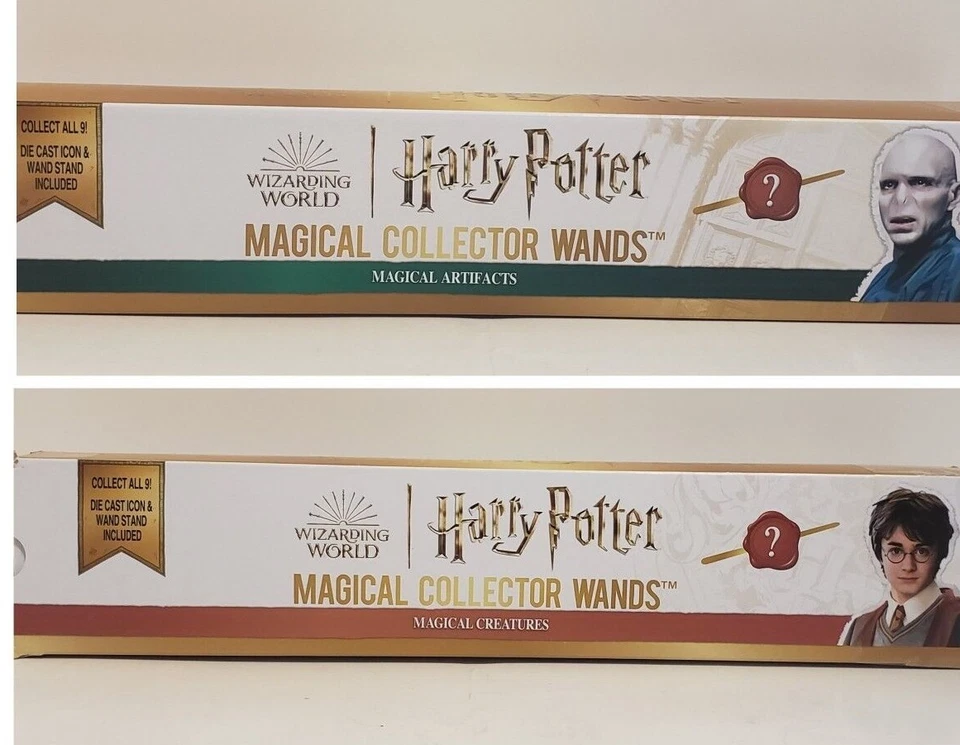 COLLECT ALL 9!
DIE CAST ICON &
WAND STAND
INCLUDED
WIZARDING
WORLD
Harry Potter
?
MAGICAL COLLECTOR WANDS™
MAGICAL ARTIFACTS
COLLECT ALL 9!
DIE CAST ICON &
WAND STAND
INCLUDED
WIZARDING
WORLD
Harry Potter
?
MAGICAL COLLECTOR WANDS™
MAGICAL CREATURES